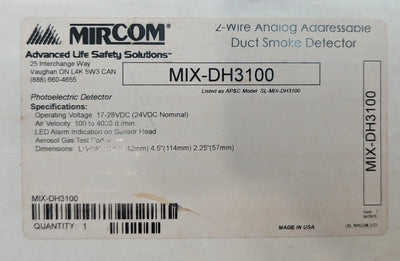 MIRCOM
Advanced Life Safety Solutions™
25 Interchange Way
Vaughan ON L4K 5W3 CAN
(888) 660-4655
2-Wire Analog Addressable
Duct Smoke Detector
MIX-DH3100
Listed as AP&C Model SL-MIX-DH3100
Photoelectric Detector
Specifications:
Operating Voltage: 17-28VDC (24VDC Nominal)
Air Velocity: 100 to 4000 ft./min.
LED Alarm Indication on Sensor Head
Aerosol Gas Test Port
Dimensions 4.5"(114mm) 2.25"(57mm)
MIX-DH3100
MIX-DH3100
QUANTITY: 1
MADE IN USA